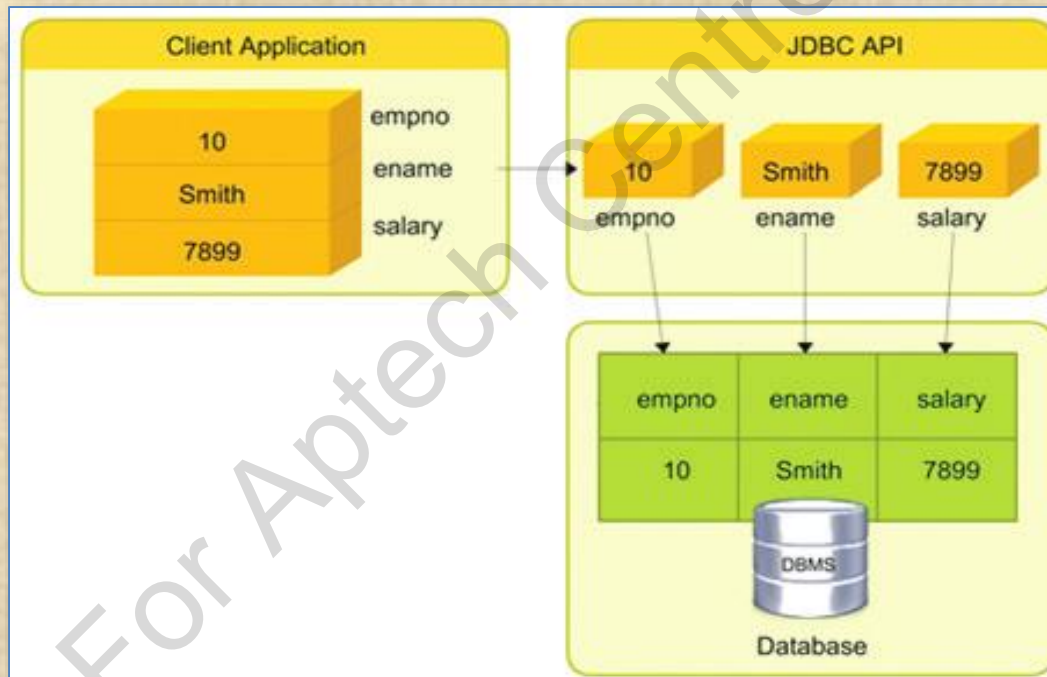 Client Application
10
Smith
7899
empno
ename
salary
JDBC API
10
Smith
7899
empno
ename
salary
empno ename salary
10 Smith 7899
DBMS
Database
For Aptech Centre